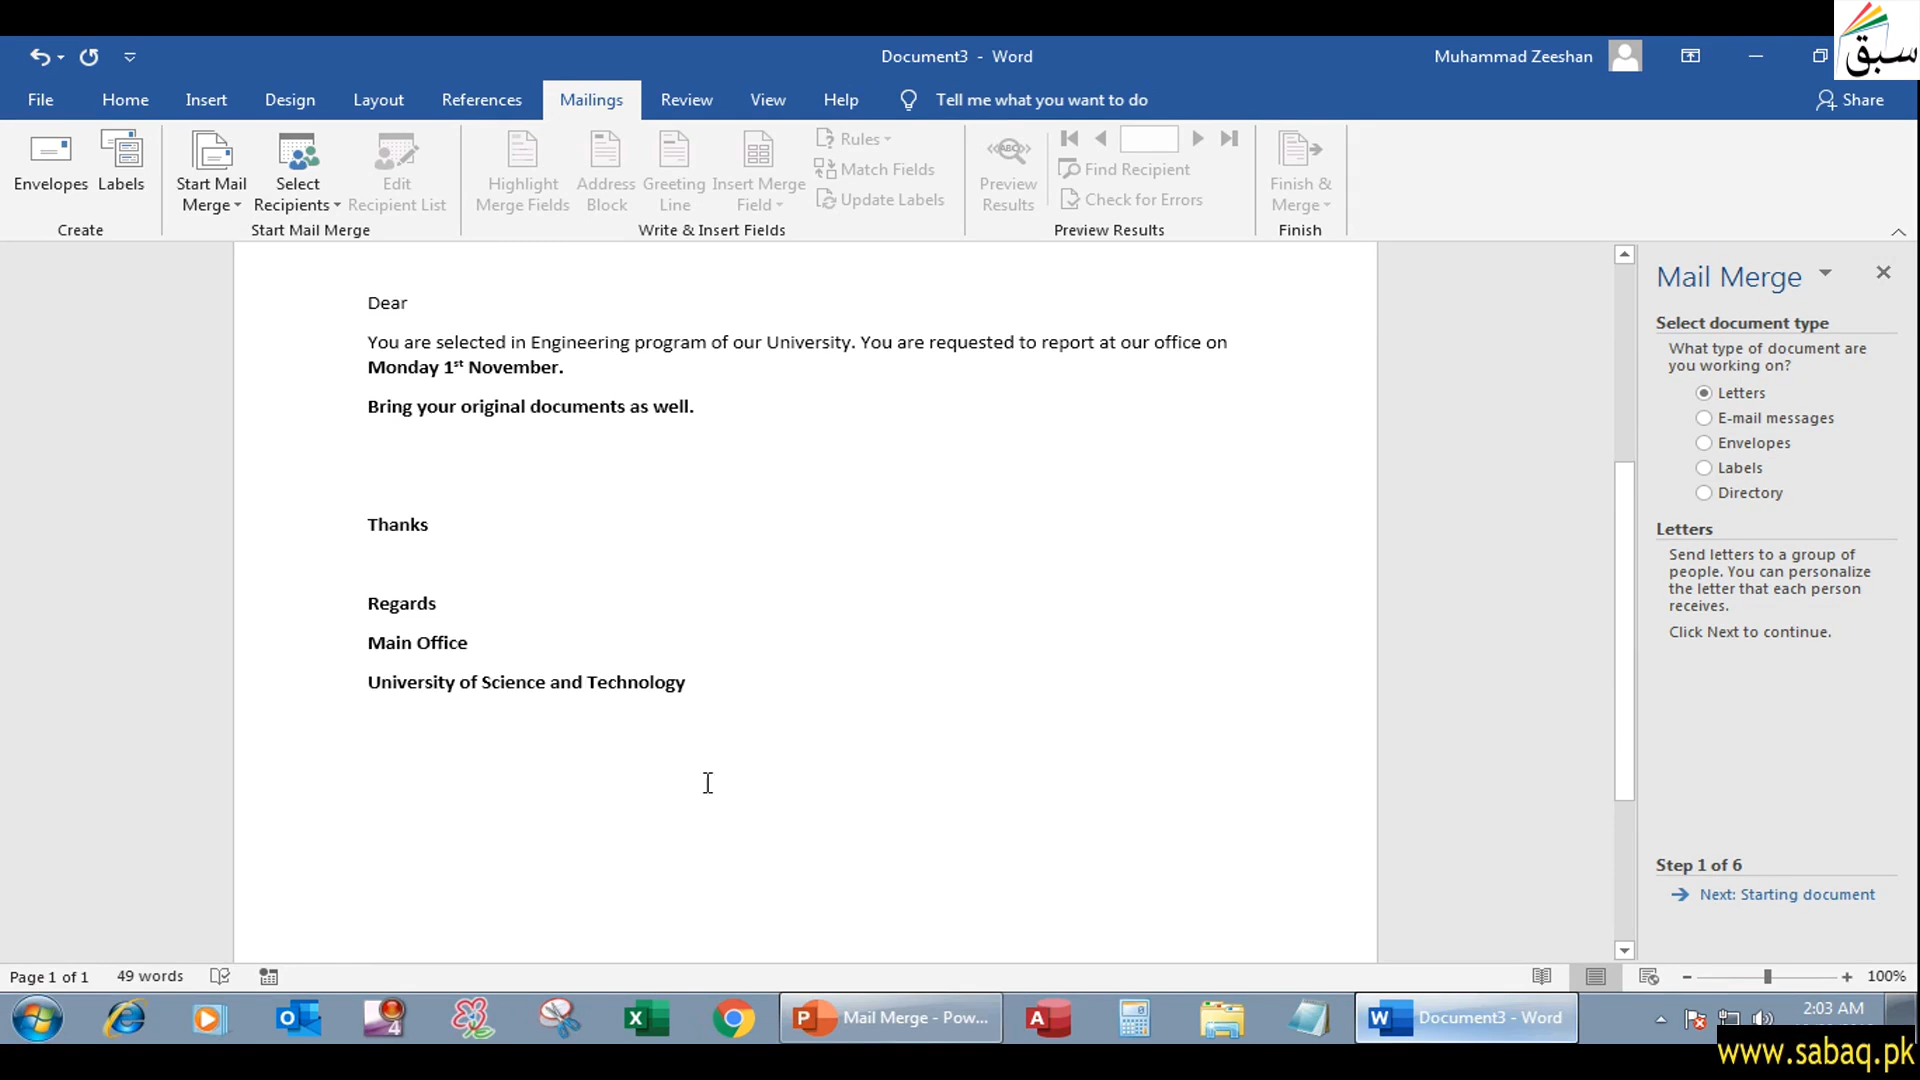 سبق
Document3 - Word
Muhammad Zeeshan
File
Home
Insert
Design
Layout
References
Mailings
Review
View
Help
Tell me what you want to do
Share
Envelopes
Labels
Create
Start Mail
Merge
Select
Recipients
Edit
Recipient List
Start Mail Merge
Highlight
Merge Fields
Address
Block
Greeting
Line
Insert Merge
Field
Rules
Match Fields
Update Labels
Write & Insert Fields
ABC
Preview
Results
Find Recipient
Check for Errors
Preview Results
Finish &
Merge
Finish
Dear
You are selected in Engineering program of our University. You are requested to report at our office on
Monday 1st November.
Bring your original documents as well.
Thanks
Regards
Main Office
University of Science and Technology
Mail Merge
Select document type
What type of document are
you working on?
Letters
E-mail messages
Envelopes
Labels
Directory
Letters
Send letters to a group of
people. You can personalize
the letter that each person
receives.
Click Next to continue.
Step 1 of 6
Next: Starting document
Page 1 of 1
49 words
100%
Mail Merge - Pow...
Document3 - Word
2:03 AM
www.sabaq.pk